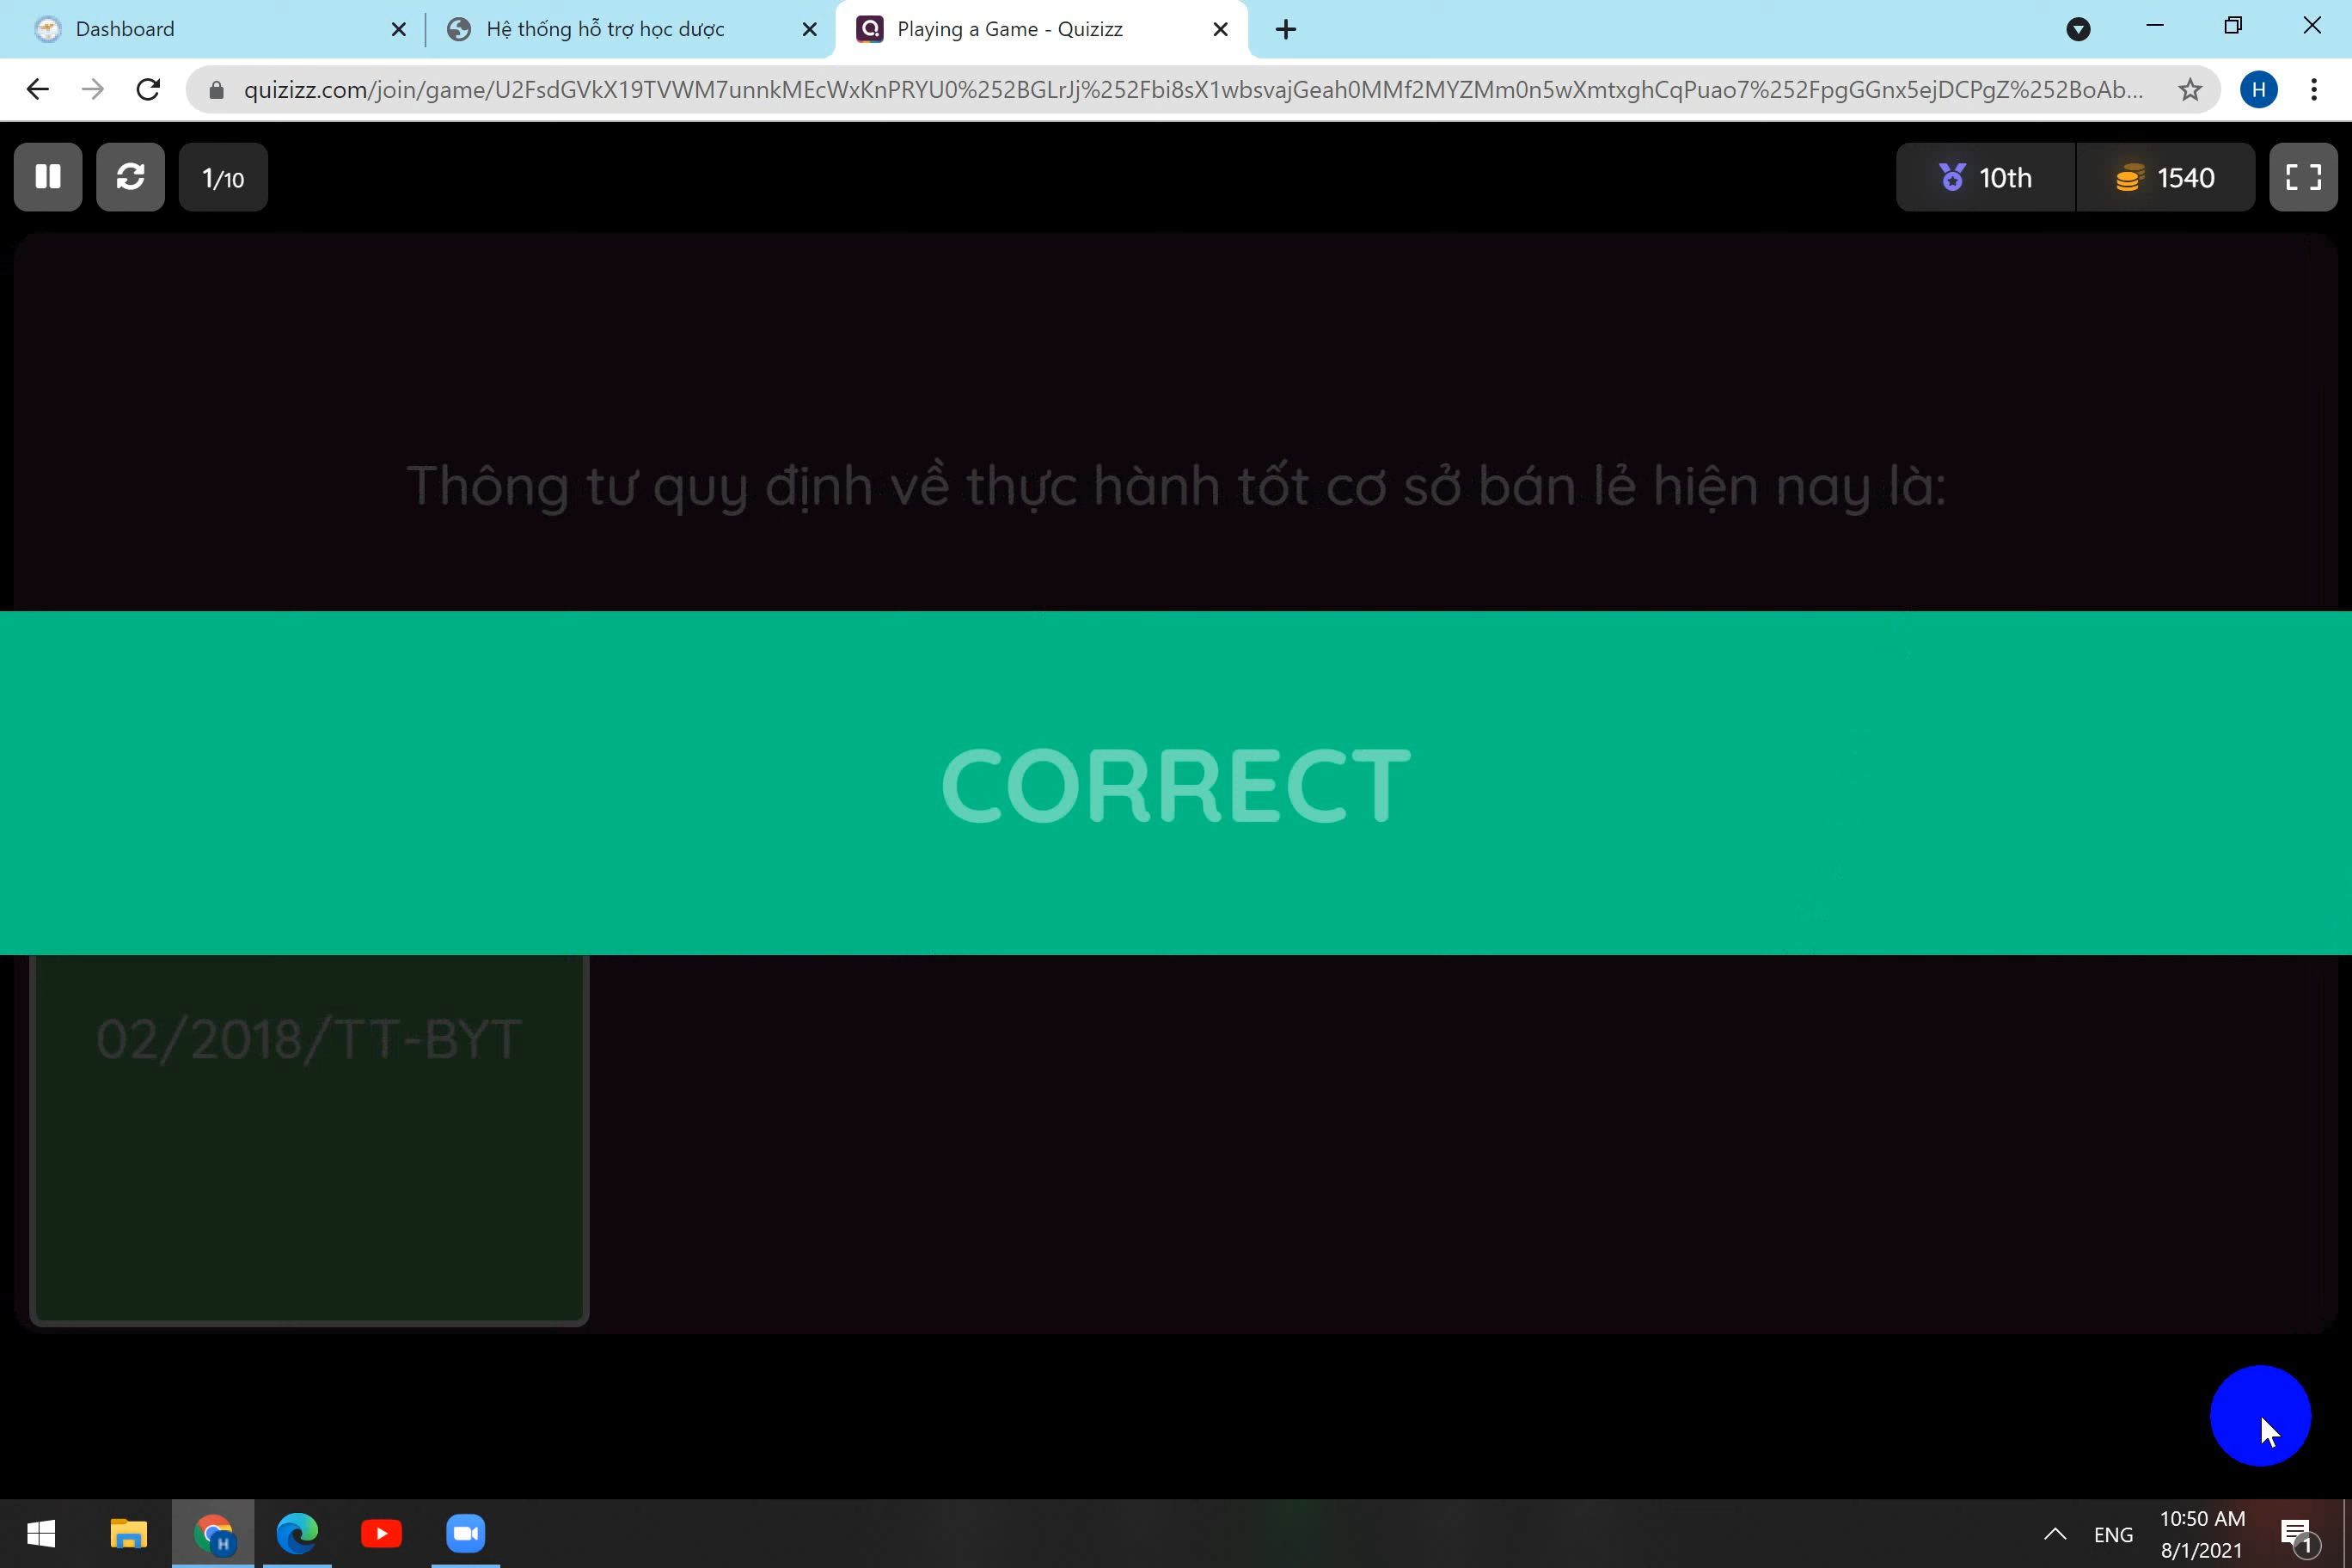 Dashboard
Hệ thống hỗ trợ học dược
Playing a Game - Quizizz
quizizz.com/join/game/U2FsdGVkX19TVWM7unnkMEcWxKnPRYU0%252BGLrJj%252Fbi8sX1wbsvajGeah0MMf2MYZMm0n5wXmtxghCqPuao7%252FpgGGnx5ejDCPgZ%252BoAb...
H
1/10
10th
1540
Thông tư quy định về thực hành tốt cơ sở bán lẻ hiện nay là:
CORRECT
02/2018/TT-BYT
H
ENG
10:50 AM
8/1/2021
1